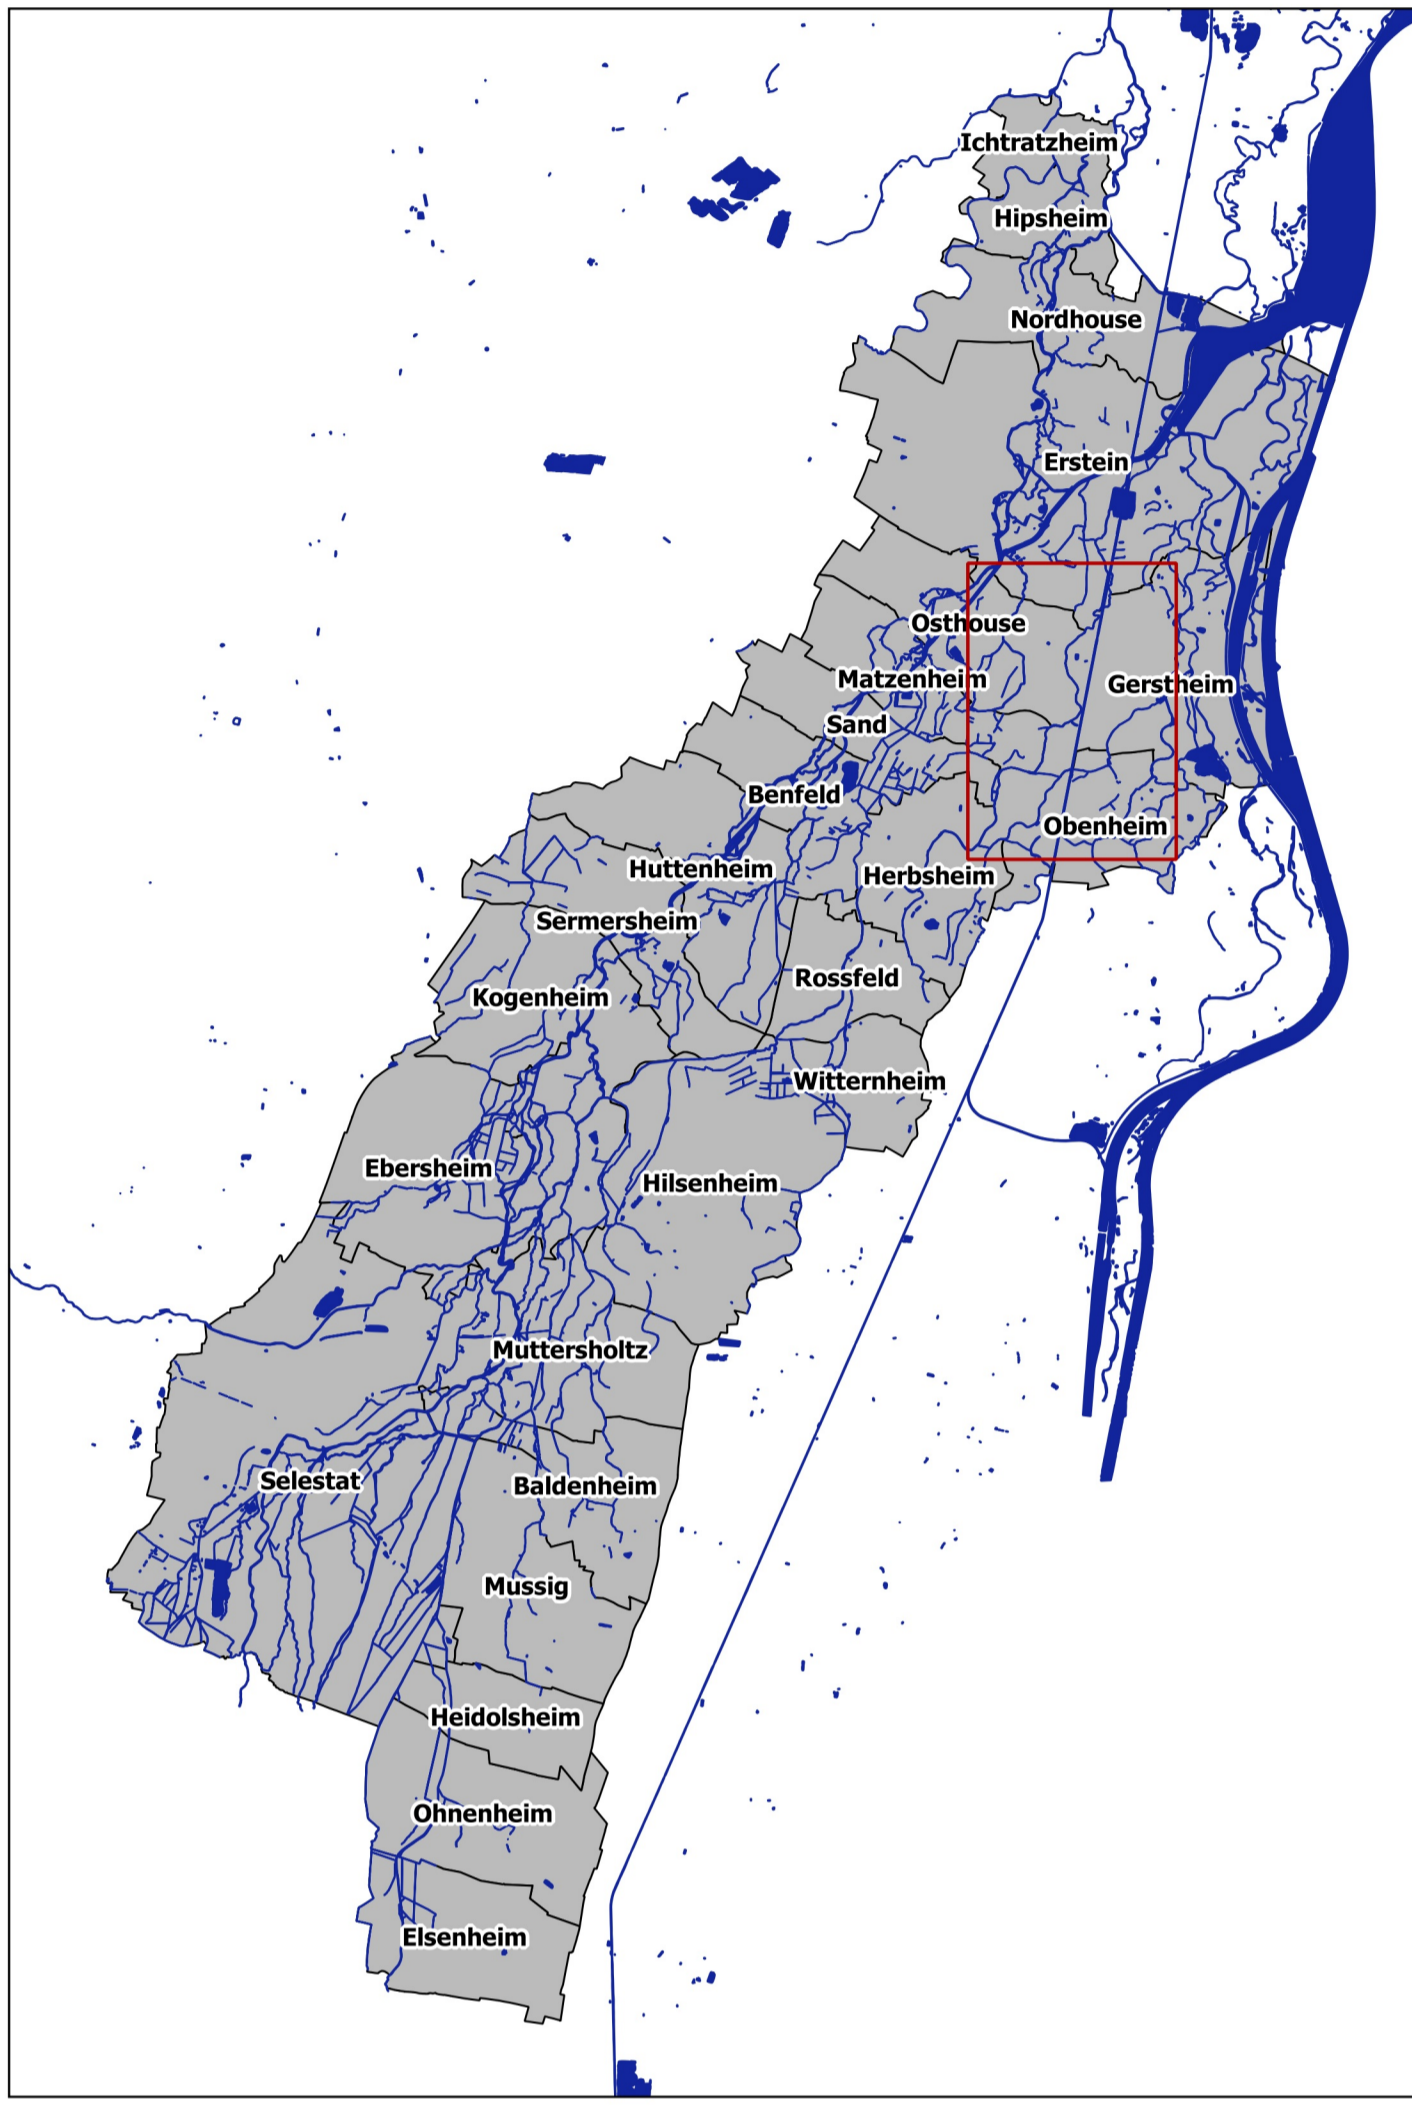 Ichtratzheim
Hipsheim
Nordhouse
Erstein
Osthouse
Matzenheim
Gerstheim
Sand
Benfeld
Obenheim
Huttenheim
Herbsheim
Sermersheim
Rossfeld
Kogenheim
Witternheim
Ebersheim
Hilsenheim
Muttersholtz
Selestat
Baldenheim
Mussig
Heidolsheim
Ohnenheim
Elsenheim